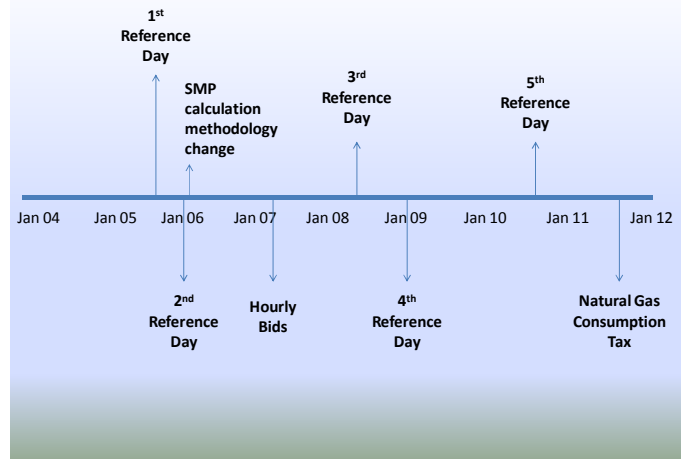 1st
Reference
Day
SMP
calculation
methodology
change
3rd
Reference
Day
5th
Reference
Day
Jan 04 Jan 05 Jan 06 Jan 07 Jan 08 Jan 09 Jan 10 Jan 11 Jan 12
2nd
Reference
Day
Hourly
Bids
4th
Reference
Day
Natural Gas
Consumption
Tax